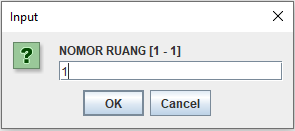 Input
NOMOR RUANG [1 - 1]
1
OK
Cancel